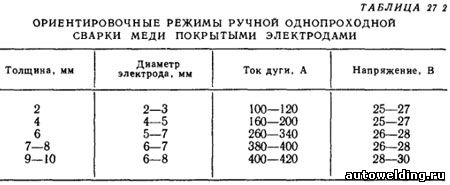 ТАБЛИЦА 27 2
ОРИЕНТИРОВОЧНЫЕ РЕЖИМЫ РУЧНОЙ ОДНОПРОХОДНОЙ
СВАРКИ МЕДИ ПОКРЫТЫМИ ЭЛЕКТРОДАМИ
Толщина, мм Диаметр электрода, мм Ток дуги, А Напряжение, В
2 2—3 100—120 25—27
4 4—5 160—200 25—27
6 5—7 260—340 26—28
7—8 6—7 380—400 26—28
9—10 6—8 400—420 28—30
www.autowelding.ru